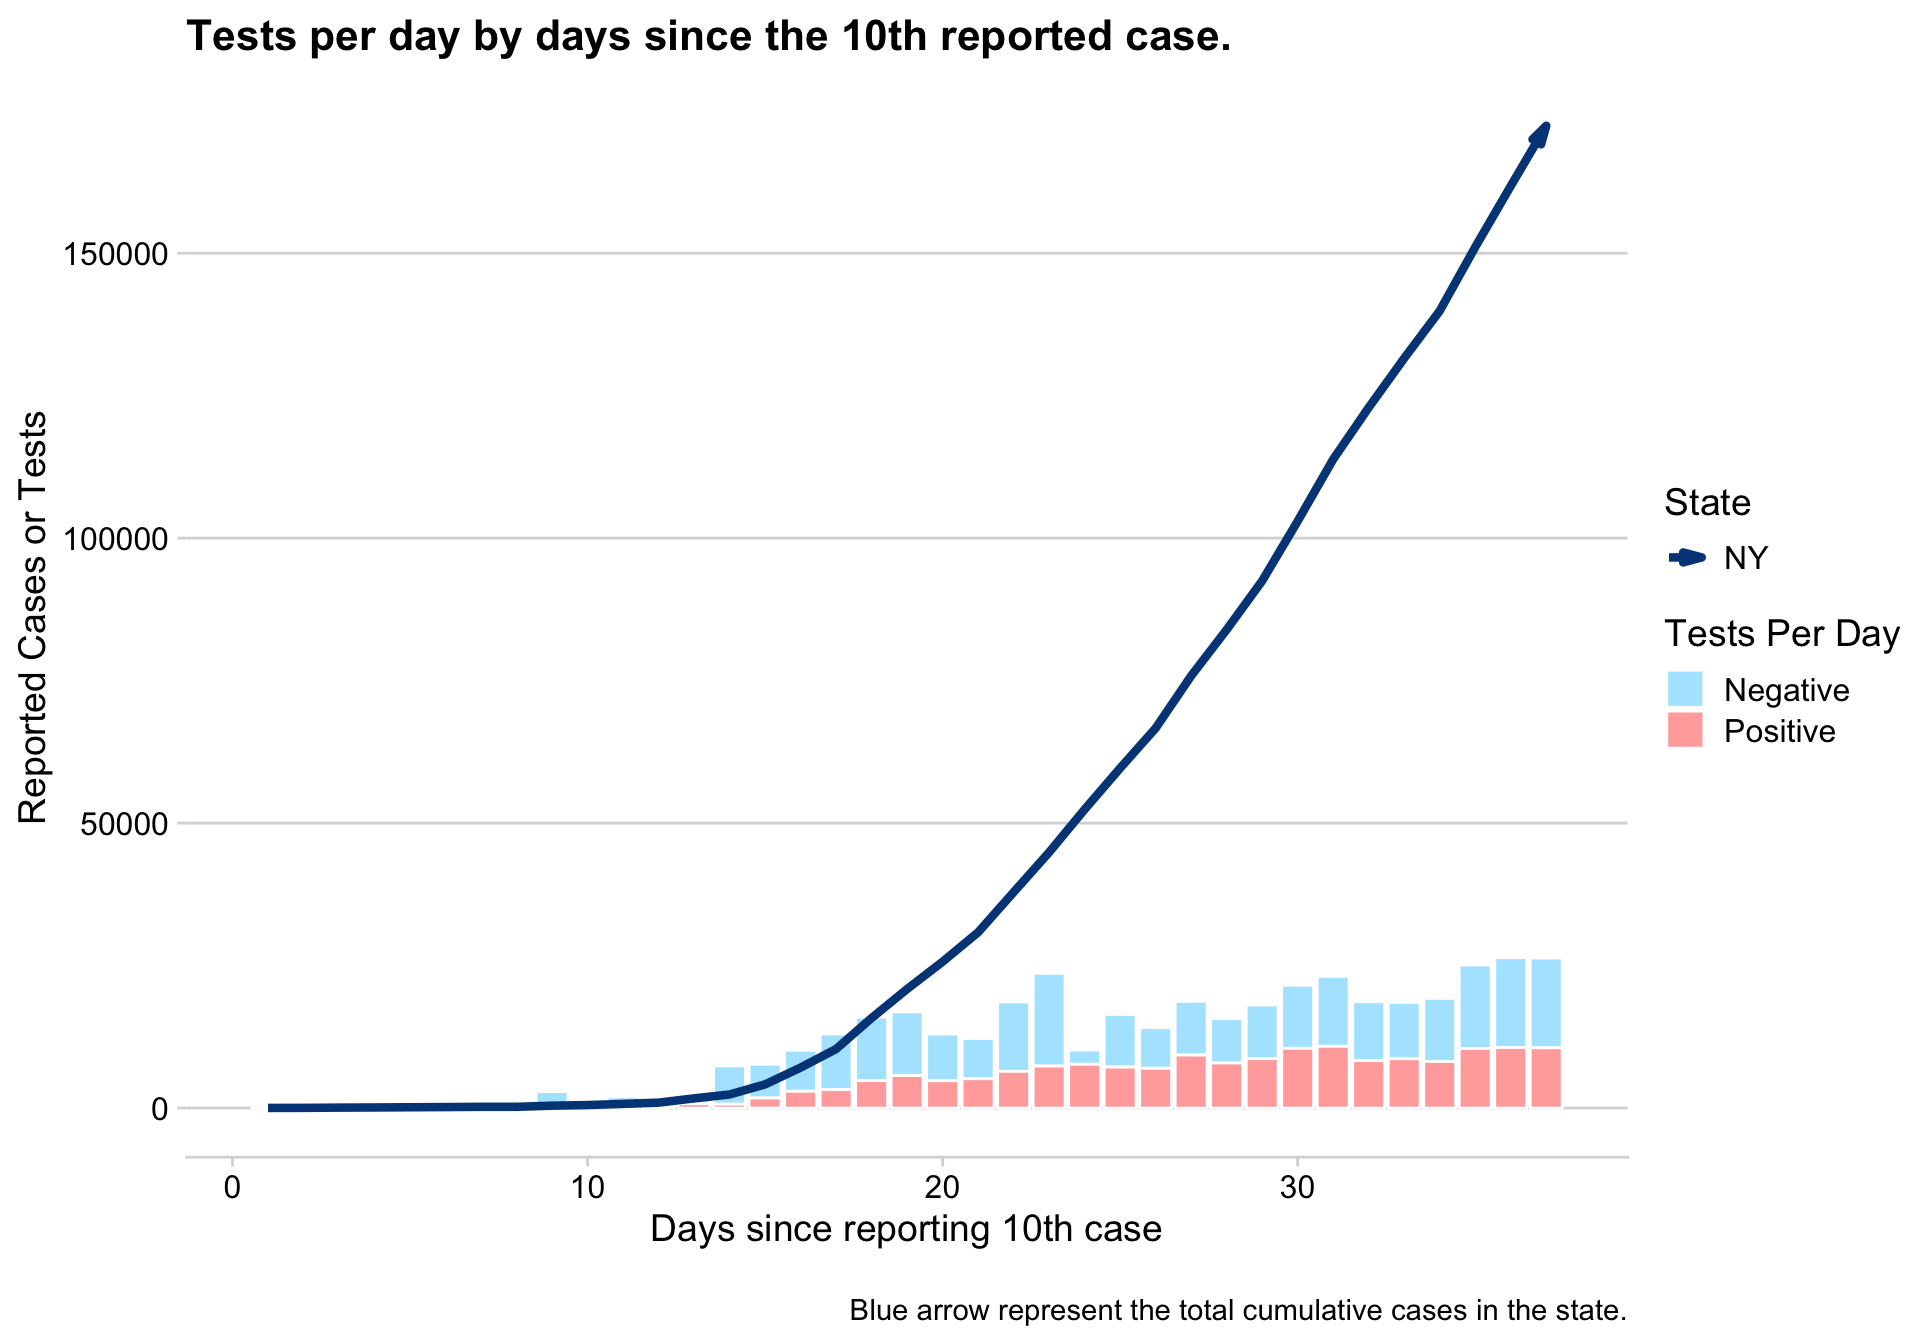 Tests per day by days since the 10th reported case.
150000
100000
50000
0
Reported Cases or Tests
0 10 20 30
Days since reporting 10th case
State
NY
Tests Per Day
Negative
Positive
Blue arrow represent the total cumulative cases in the state.